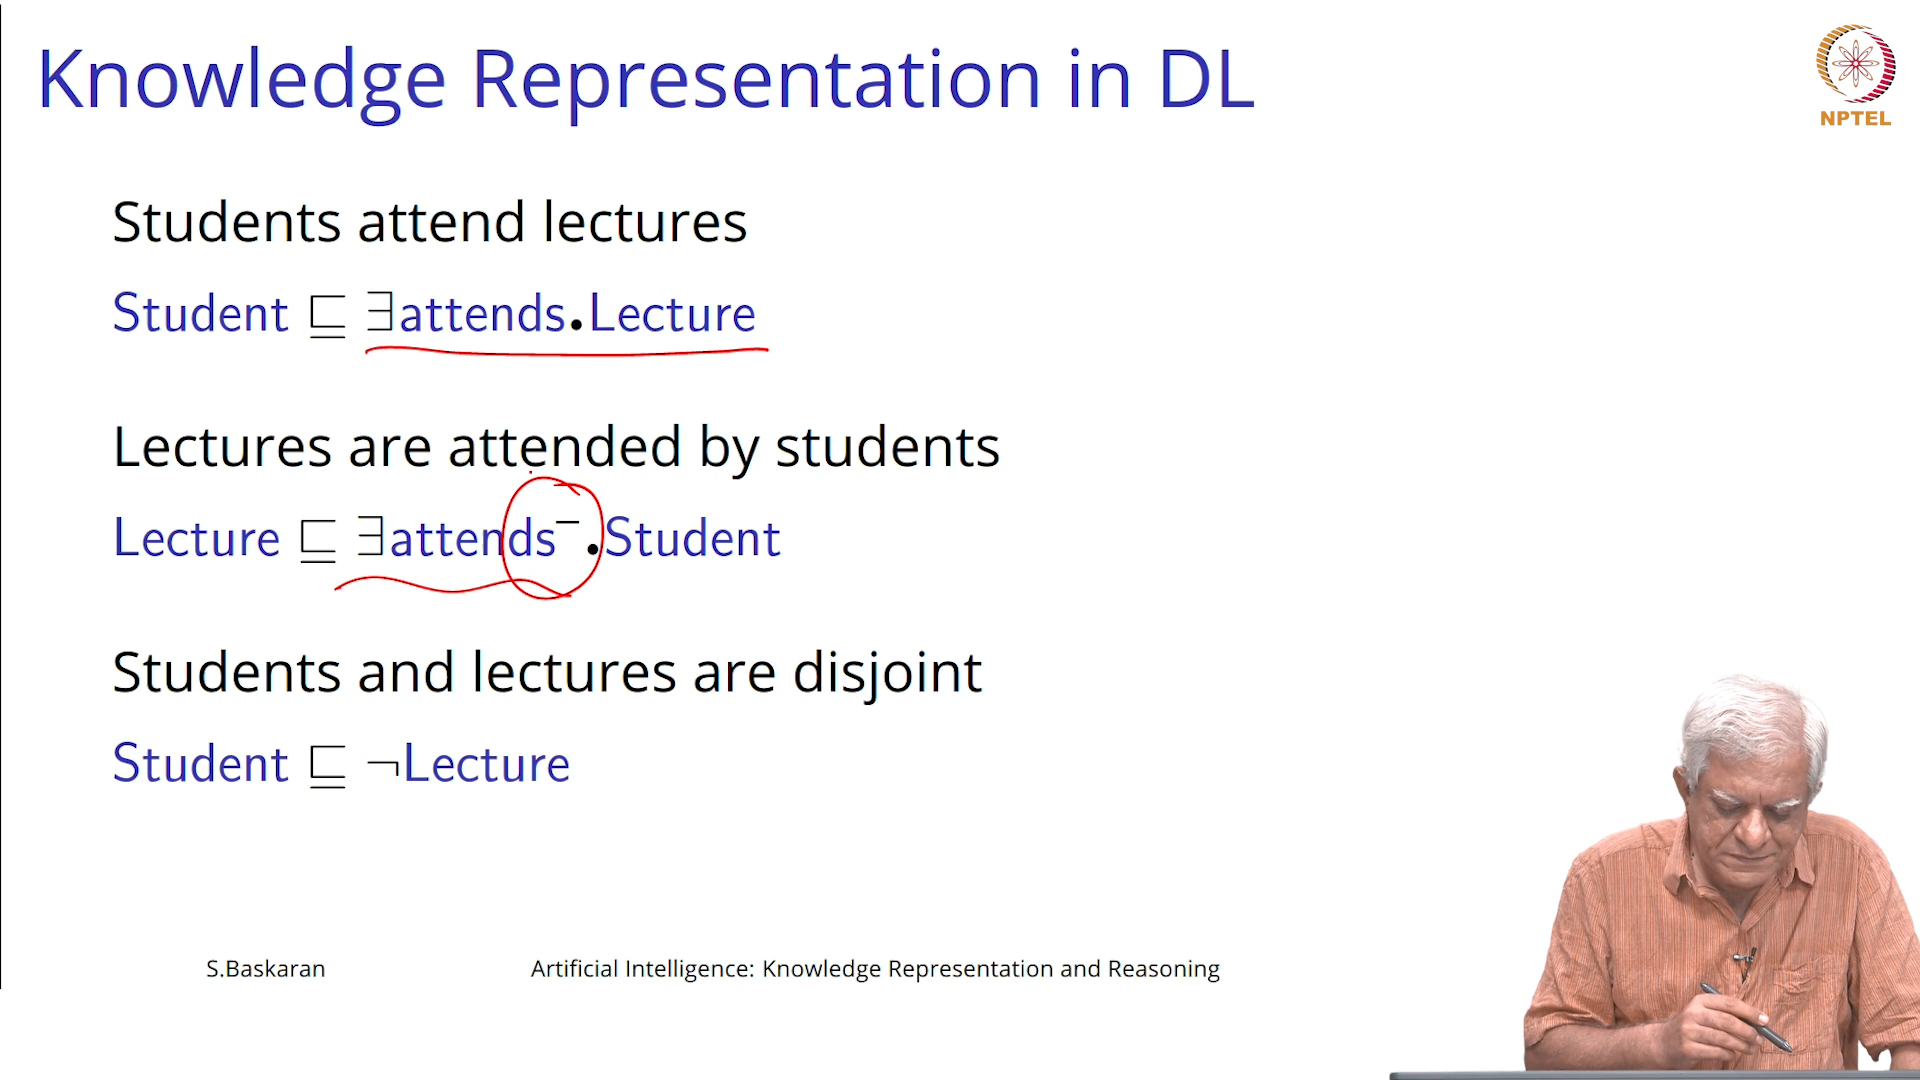 Knowledge Representation in DL
NPTEL
Students attend lectures
Student ⊑ ∃attends.Lecture
Lectures are attended by students
Lecture ⊑ ∃attends⁻.Student
Students and lectures are disjoint
Student ⊑ ¬Lecture
S.Baskaran
Artificial Intelligence: Knowledge Representation and Reasoning